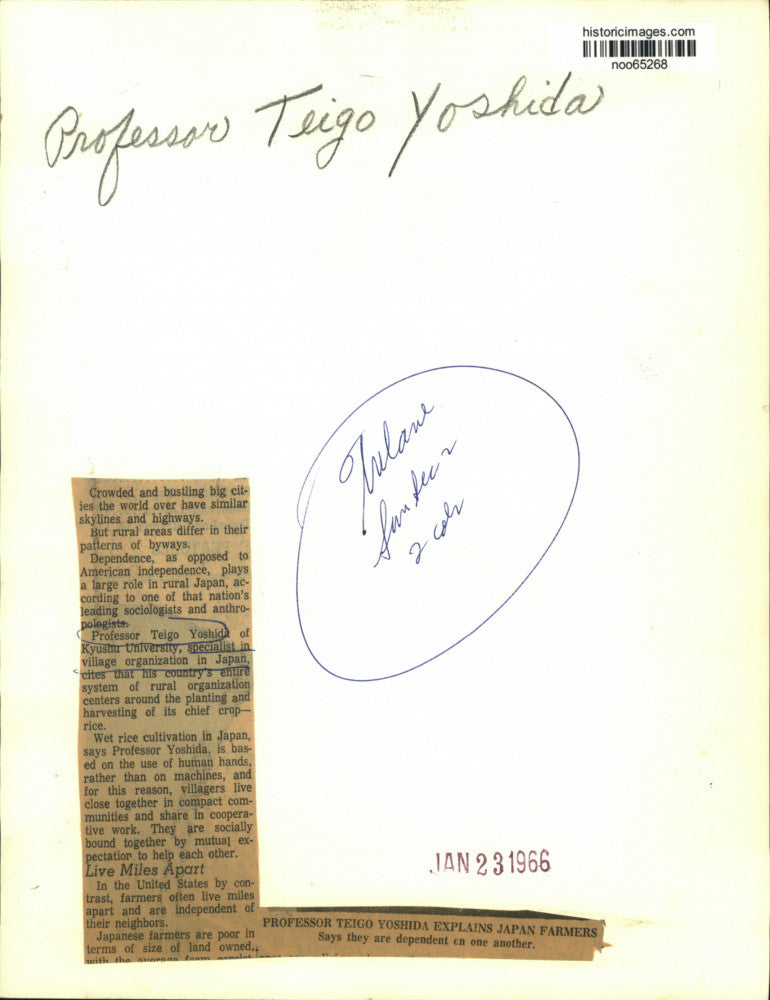 historicimages.com
noo65268
Professor Teigo Yoshida
Tulane
2 cols
Crowded and bustling big cit-
ies the world over have similar
skylines and highways.
But rural areas differ in their
patterns of byways.
Dependence, as opposed to
American independence, plays
a large role in rural Japan, ac-
cording to one of that nation's
leading sociologists and anthro-
pologists.
Professor Teigo Yoshida of
Kyushu University, specialist in
village organization in Japan,
cites that his country's entire
system of rural organization
centers around the planting and
harvesting of its chief crop—
rice.
Wet rice cultivation in Japan,
says Professor Yoshida, is bas-
ed on the use of human hands,
rather than on machines, and
for this reason, villagers live
close together in compact com-
munities and share in coopera-
tive work. They are socially
bound together by mutual ex-
pectation to help each other.
Live Miles Apart
In the United States by con-
trast, farmers often live miles
apart and are independent of
their neighbors.
Japanese farmers are poor in
terms of size of land owned,
with the average farm
JAN 23 1966
PROFESSOR TEIGO YOSHIDA EXPLAINS JAPAN FARMERS
Says they are dependent on one another.